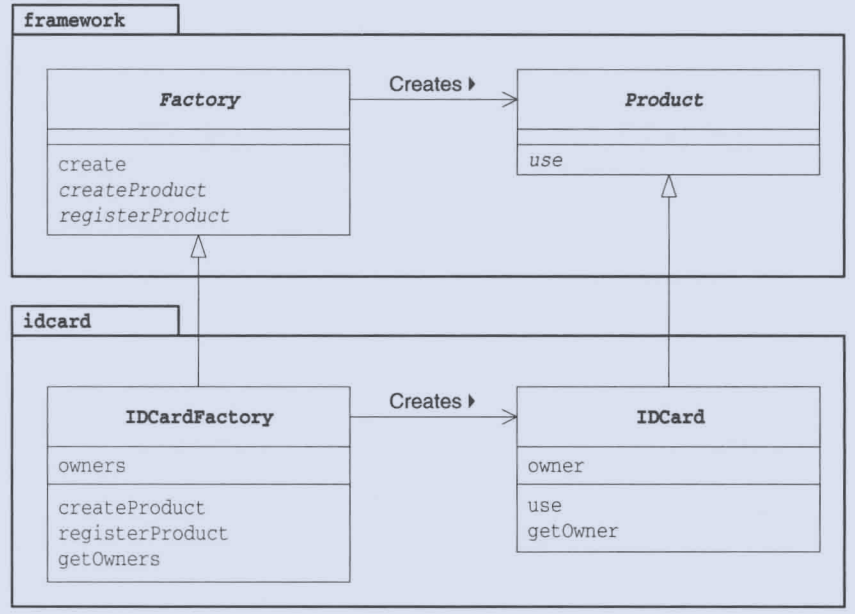 framework
Factory
Creates
Product
create
createProduct
registerProduct
use
idcard
IDCardFactory
Creates
IDCard
owners
owner
createProduct
registerProduct
getOwners
use
getOwner